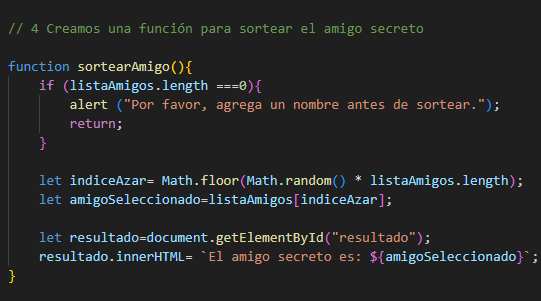 // 4 Creamos una función para sortear el amigo secreto
function sortearAmigo(){
if (listaAmigos.length ===0){
alert ("Por favor, agrega un nombre antes de sortear.");
return;
}
let indiceAzar= Math.floor(Math.random() * listaAmigos.length);
let amigoSeleccionado=listaAmigos[indiceAzar];
let resultado=document.getElementById("resultado");
resultado.innerHTML= `El amigo secreto es: ${amigoSeleccionado}`;
}